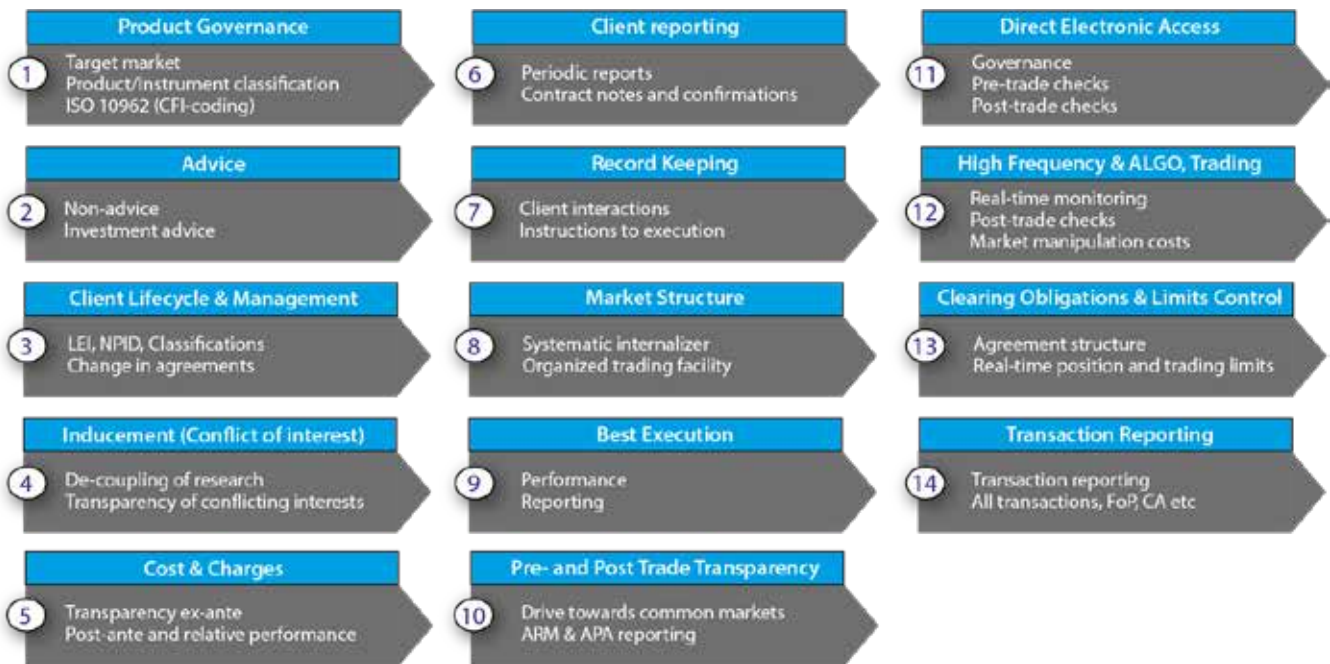 Product Governance
1
Target market
Product/Instrument classification
ISO 10962 (CFI-coding)
Advice
2
Non-advice
Investment advice
Client Lifecycle & Management
3
LEI, NPID, Classifications
Change in agreements
Inducement (Conflict of interest)
4
De-coupling of research
Transparency of conflicting interests
Cost & Charges
5
Transparency ex-ante
Post-ante and relative performance
Client reporting
6
Periodic reports
Contract notes and confirmations
Record Keeping
7
Client interactions
Instructions to execution
Market Structure
8
Systematic internalizer
Organized trading facility
Best Execution
9
Performance
Reporting
Pre- and Post Trade Transparency
10
Drive towards common markets
ARM & APA reporting
Direct Electronic Access
11
Governance
Pre-trade checks
Post-trade checks
High Frequency & ALGO, Trading
12
Real-time monitoring
Post-trade checks
Market manipulation costs
Clearing Obligations & Limits Control
13
Agreement structure
Real-time position and trading limits
Transaction Reporting
14
Transaction reporting
All transactions, FoP, CA etc